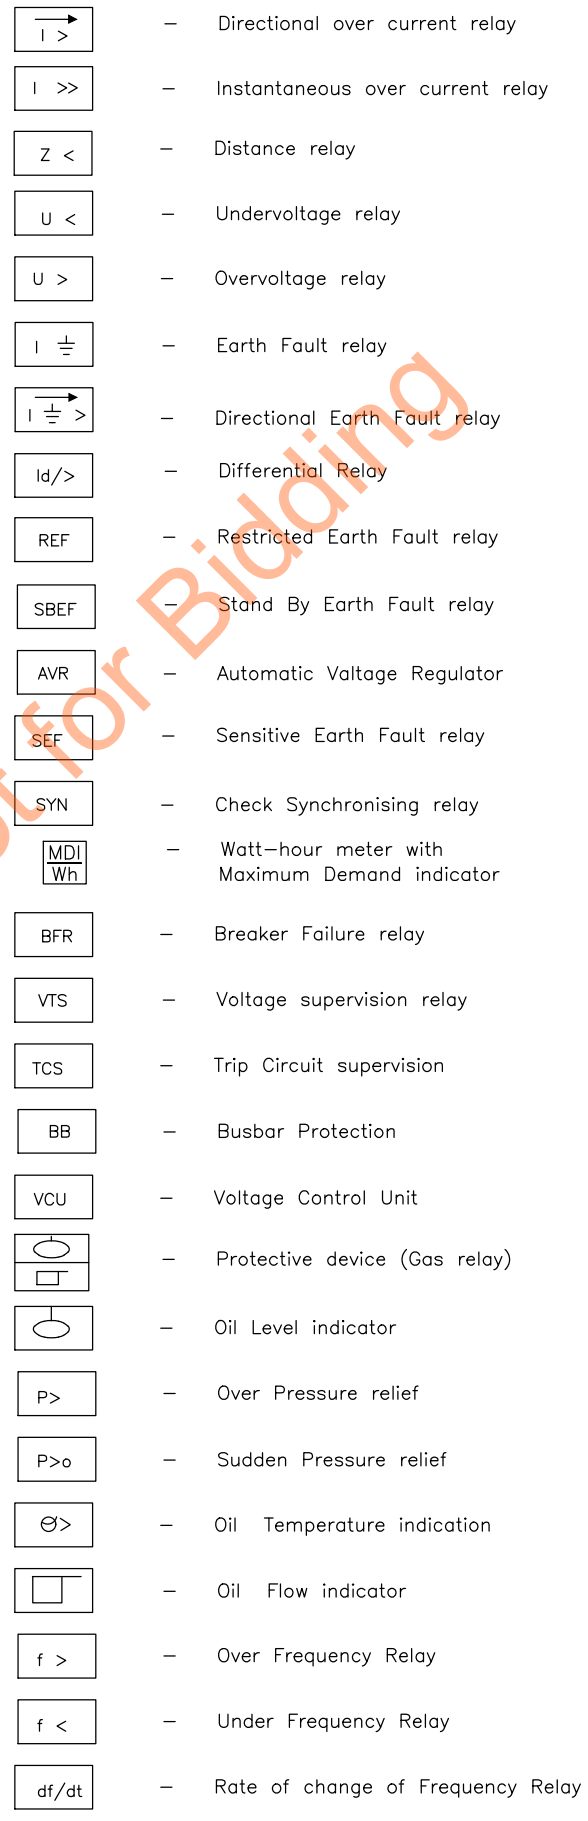 I > – Directional over current relay
I >> – Instantaneous over current relay
Z < – Distance relay
U < – Undervoltage relay
U > – Overvoltage relay
I – Earth Fault relay
I > – Directional Earth Fault relay
Id/> – Differential Relay
REF – Restricted Earth Fault relay
SBEF – Stand By Earth Fault relay
AVR – Automatic Valtage Regulator
SEF – Sensitive Earth Fault relay
SYN – Check Synchronising relay
MDI – Watt-hour meter with
Wh Maximum Demand indicator
BFR – Breaker Failure relay
VTS – Voltage supervision relay
TCS – Trip Circuit supervision
BB – Busbar Protection
VCU – Voltage Control Unit
– Protective device (Gas relay)
– Oil Level indicator
P> – Over Pressure relief
P>o – Sudden Pressure relief
> – Oil Temperature indication
– Oil Flow indicator
f > – Over Frequency Relay
f < – Under Frequency Relay
df/dt – Rate of change of Frequency Relay
for Bidding